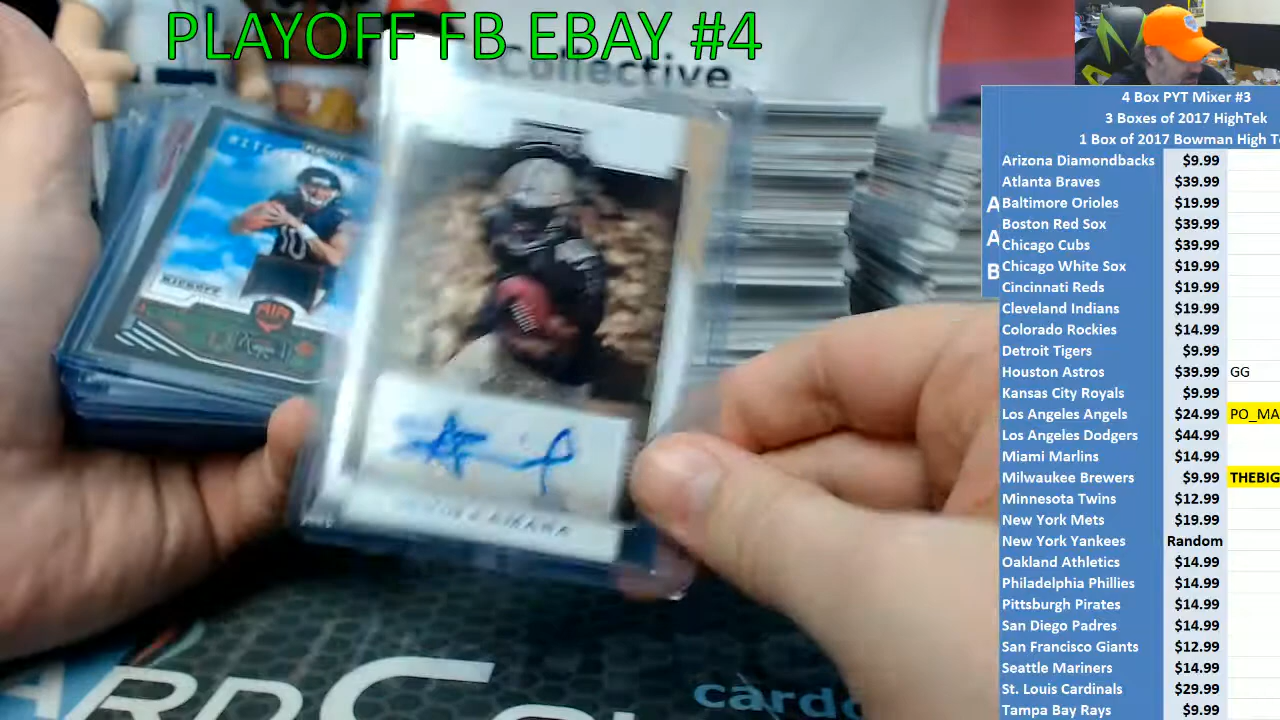 PLAYOFF FB EBAY #4
Collective
4 Box PYT Mixer #3
3 Boxes of 2017 HighTek
1 Box of 2017 Bowman High T
Arizona Diamondbacks $9.99
Atlanta Braves $39.99
A Baltimore Orioles $19.99
Boston Red Sox $39.99
A Chicago Cubs $39.99
B Chicago White Sox $19.99
Cincinnati Reds $19.99
Cleveland Indians $19.99
Colorado Rockies $14.99
Detroit Tigers $9.99
Houston Astros $39.99 GG
Kansas City Royals $9.99
Los Angeles Angels $24.99 PO_MA
Los Angeles Dodgers $44.99
Miami Marlins $14.99
Milwaukee Brewers $9.99 THEBIG
Minnesota Twins $12.99
New York Mets $19.99
New York Yankees Random
Oakland Athletics $14.99
Philadelphia Phillies $14.99
Pittsburgh Pirates $14.99
San Diego Padres $14.99
San Francisco Giants $12.99
Seattle Mariners $14.99
St. Louis Cardinals $29.99
Tampa Bay Rays $9.99
PLAYOFF
10
AIR
KAMARA
ARD
card